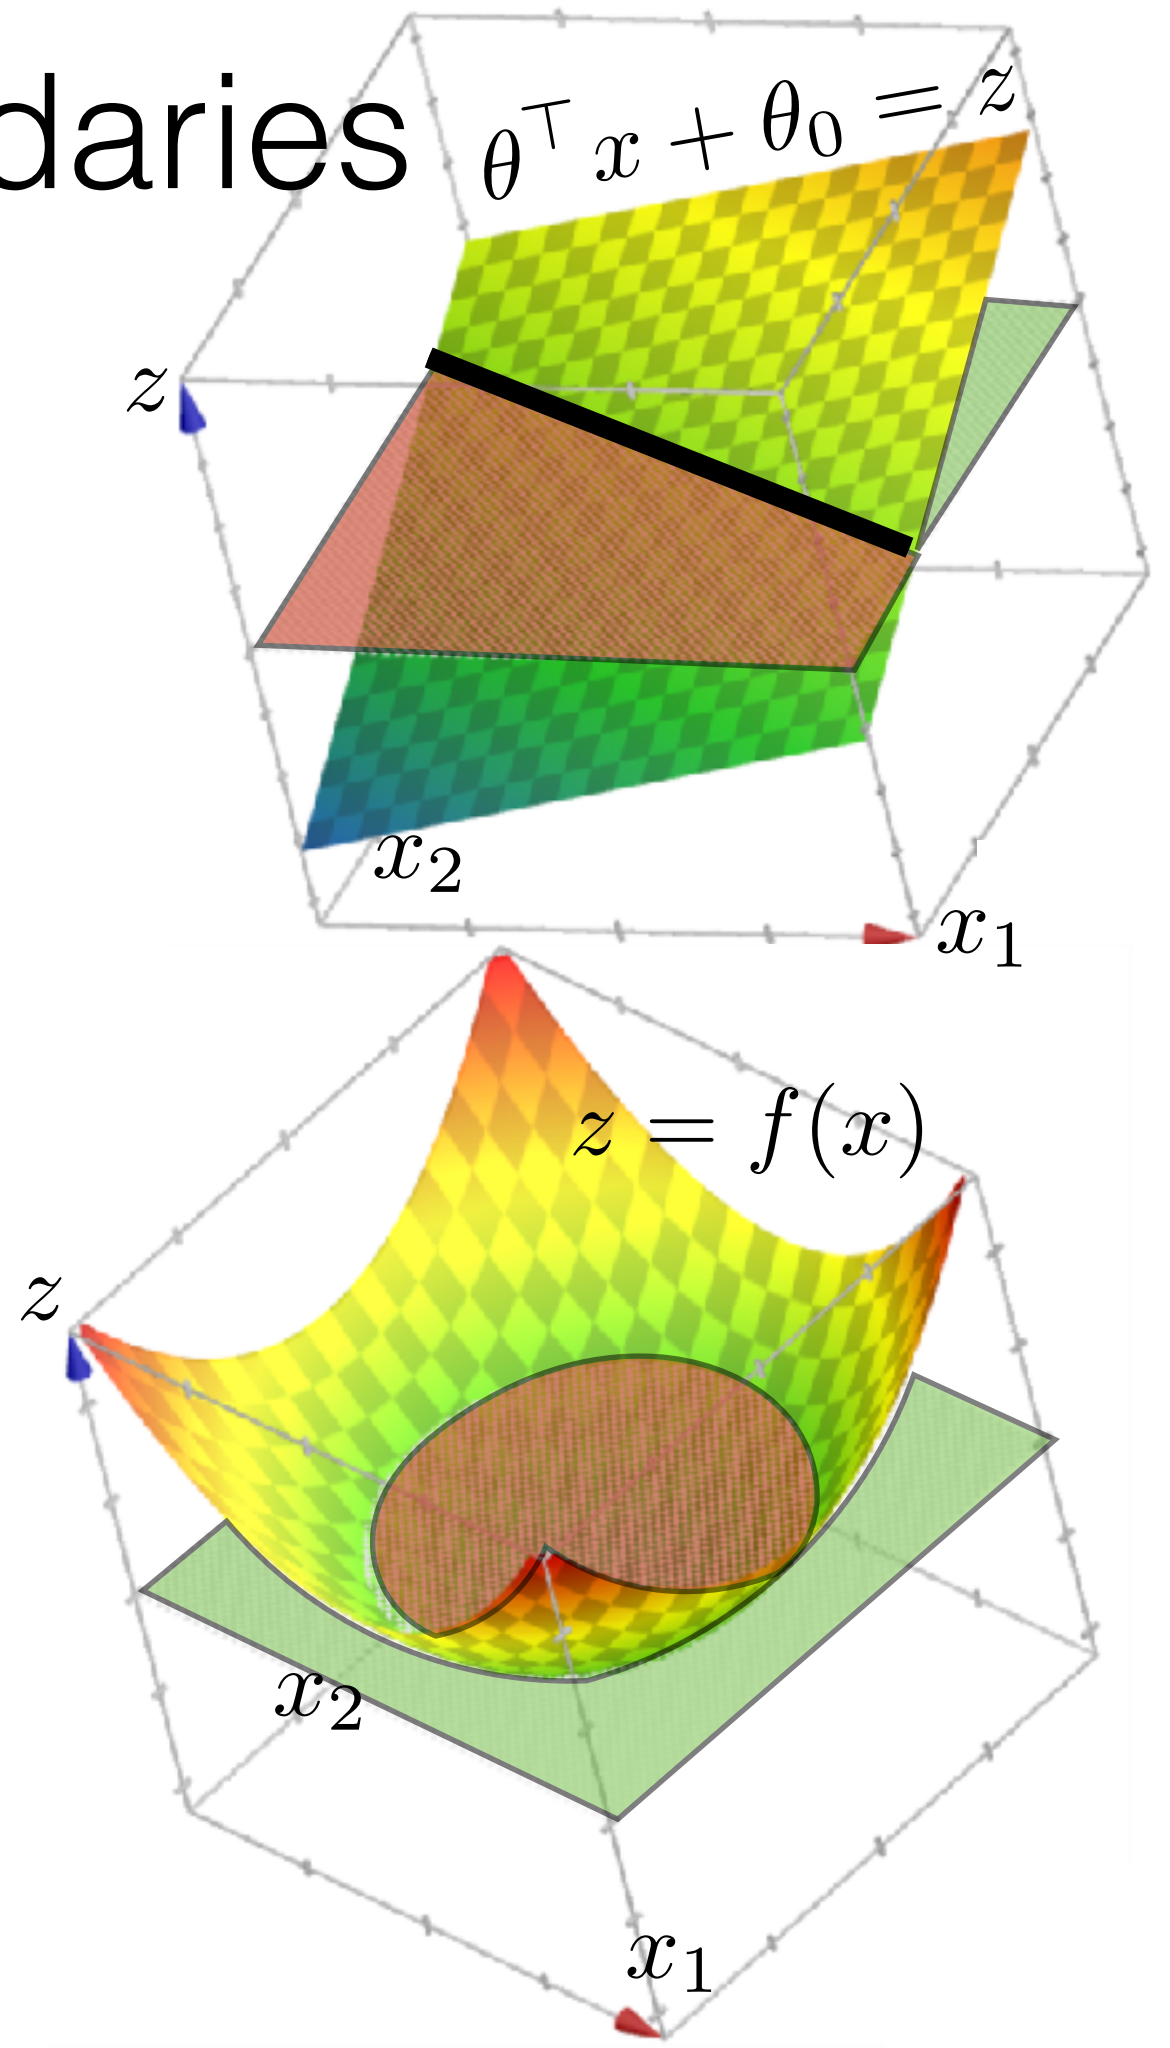 daries
θ⊤x + θ0 = z
z
x2
x1
z = f(x)
z
x2
x1